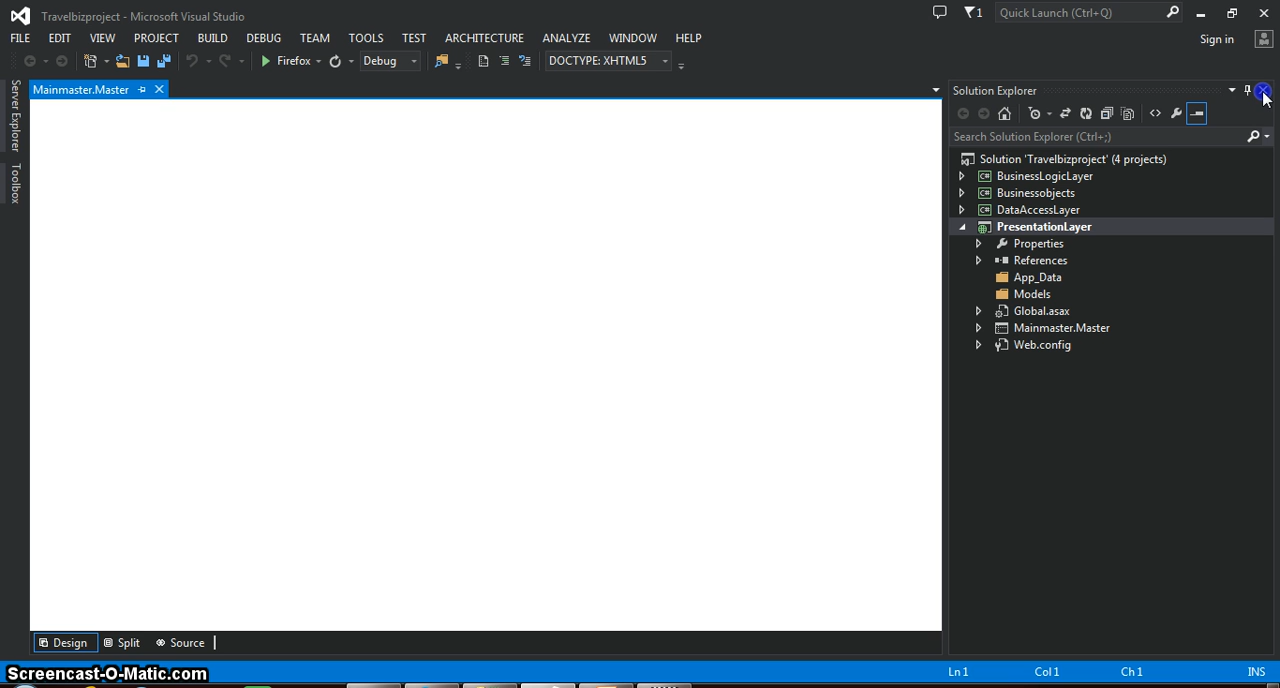 Travelbizproject - Microsoft Visual Studio
1
Quick Launch (Ctrl+Q)
FILE EDIT VIEW PROJECT BUILD DEBUG TEAM TOOLS TEST ARCHITECTURE ANALYZE WINDOW HELP
Sign in
Firefox Debug DOCTYPE: XHTML5
Server Explorer
Toolbox
Mainmaster.Master
Solution Explorer
Search Solution Explorer (Ctrl+;)
Solution 'Travelbizproject' (4 projects)
BusinessLogicLayer
Businessobjects
DataAccessLayer
PresentationLayer
Properties
References
App_Data
Models
Global.asax
Mainmaster.Master
Web.config
Design Split Source
Ln 1 Col 1 Ch 1 INS
Screencast-O-Matic.com